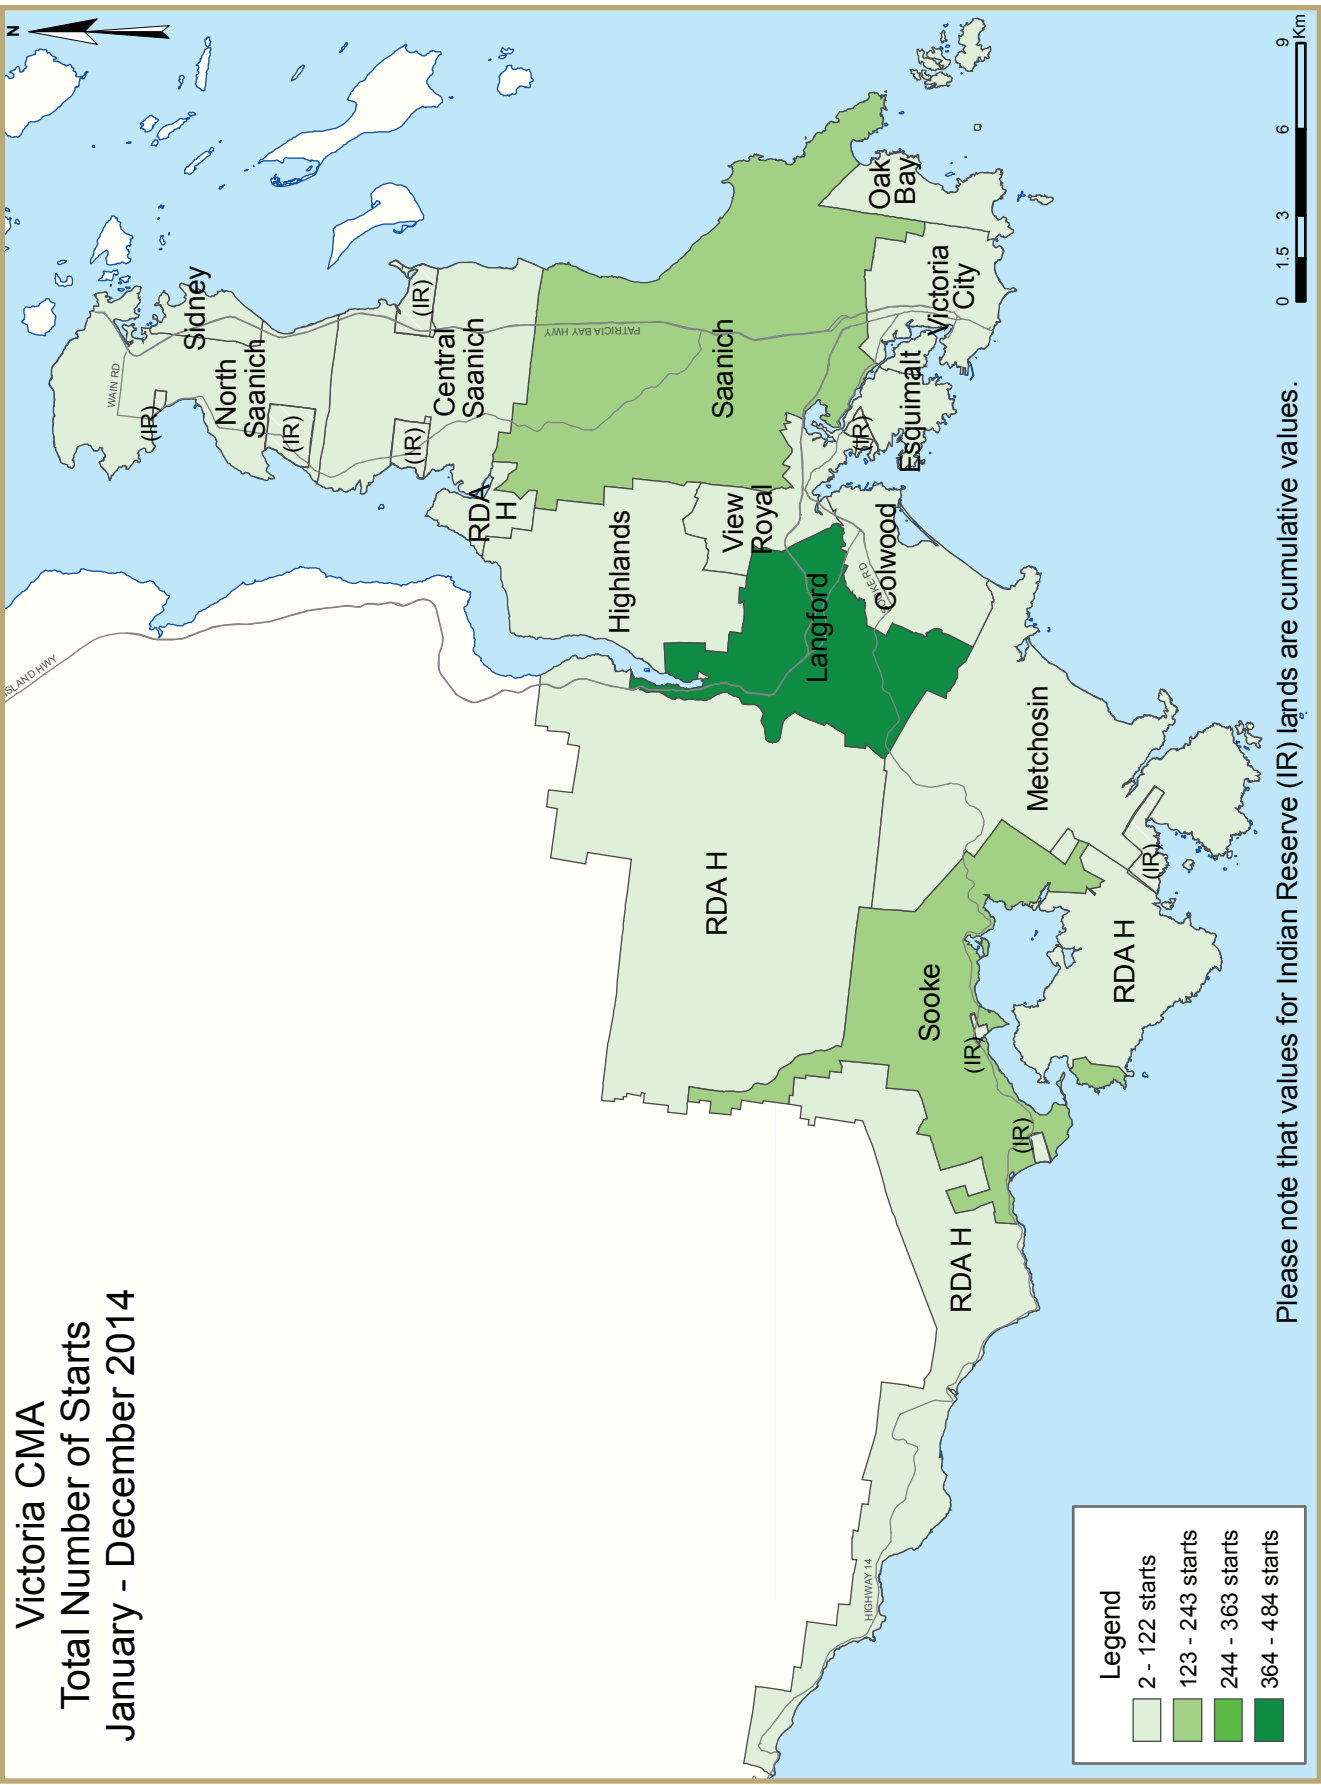 Victoria CMA
Total Number of Starts
January - December 2014
N
ISLAND HWY
WAIN RD
(IR)
Sidney
North
Saanich
(IR)
(IR)
(IR)
Central
Saanich
RDA
H
PATRICIA BAY HWY
Saanich
Highlands
View
Royal
Langford
Colwood
Esquimalt
(IR)
Victoria
City
Oak
Bay
RDA H
Metchosin
(IR)
Sooke
(IR)
(IR)
RDA H
RDA H
HIGHWAY 14
Legend
2 - 122 starts
123 - 243 starts
244 - 363 starts
364 - 484 starts
Please note that values for Indian Reserve (IR) lands are cumulative values.
0 1.5 3 6 9
Km